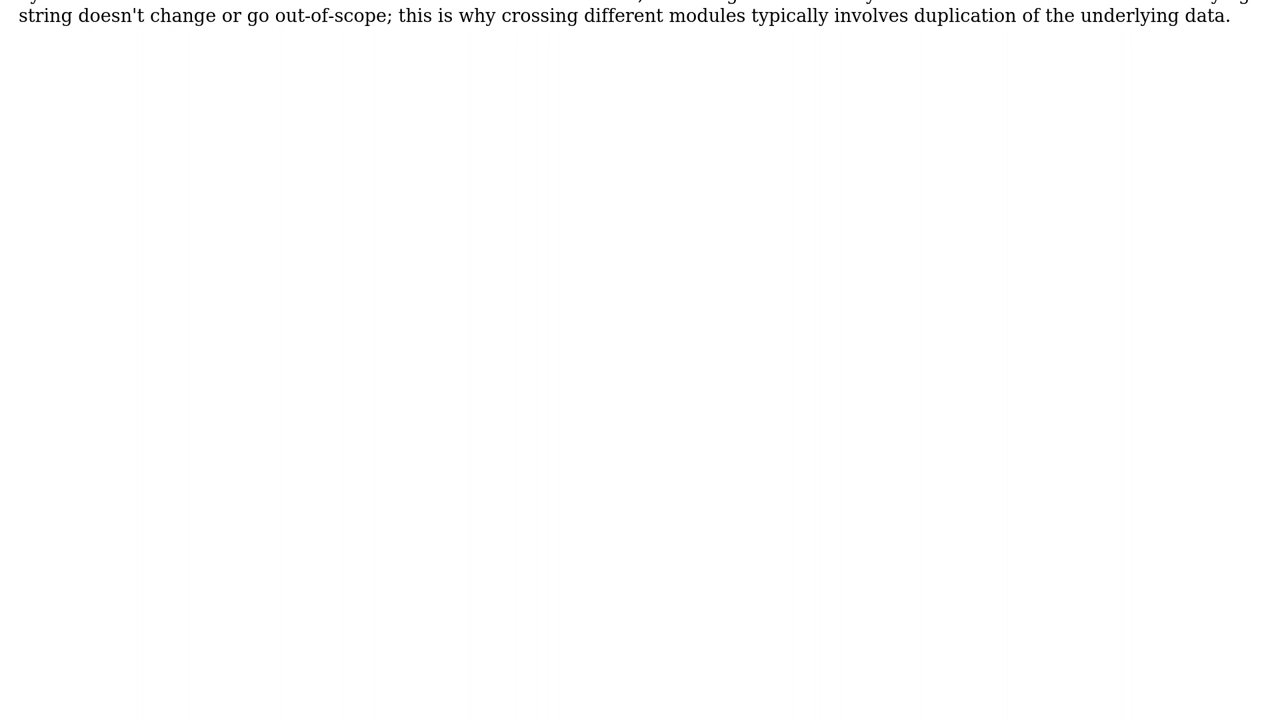 string doesn't change or go out-of-scope; this is why crossing different modules typically involves duplication of the underlying data.